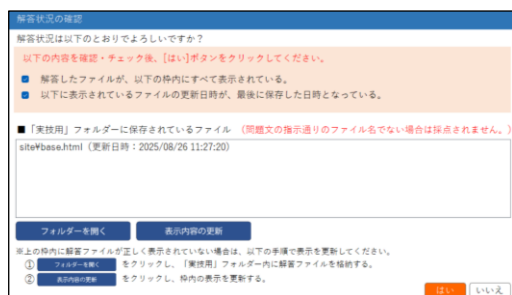 解答状況の確認
解答状況は以下のとおりでよろしいですか？
以下の内容を確認・チェック後、[はい]ボタンをクリックしてください。
解答したファイルが、以下の枠内にすべて表示されている。
以下に表示されているファイルの更新日時が、最後に保存した日時となっている。
■「実技用」フォルダーに保存されているファイル （問題文の指示通りのファイル名でない場合は採点されません。）
site¥base.html（更新日時：2025/08/26 11:27:20）
フォルダーを開く 表示内容の更新
※上の枠内に解答ファイルが正しく表示されていない場合は、以下の手順で表示を更新してください。
① フォルダーを開く をクリックし、「実技用」フォルダー内に解答ファイルを格納する。
② 表示内容の更新 をクリックし、枠内の表示を更新する。
はい いいえ